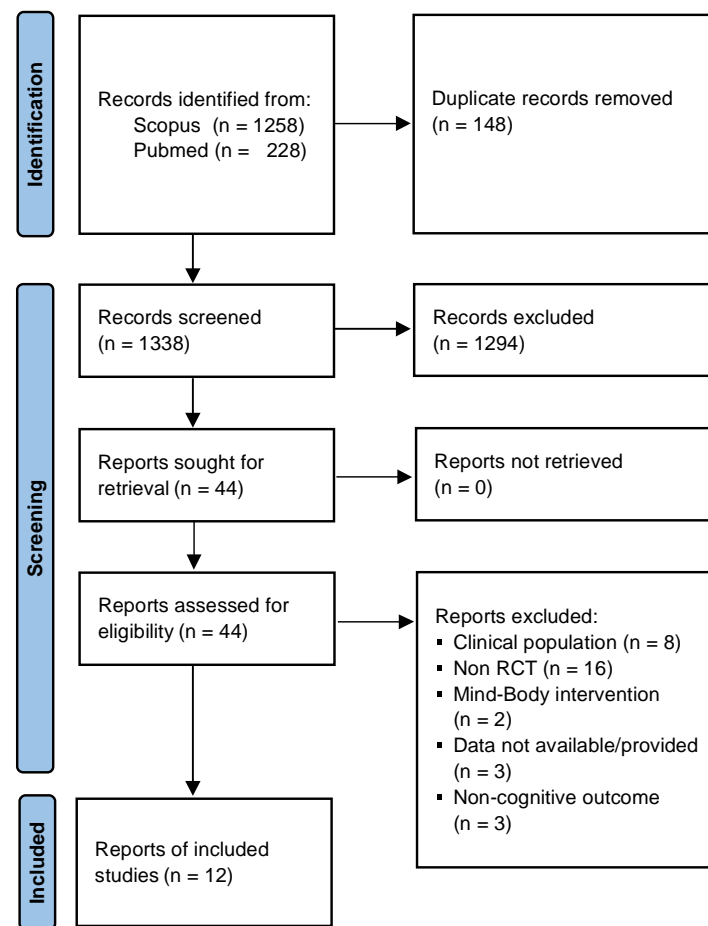 Identification
Records identified from:
Scopus (n = 1258)
Pubmed (n = 228)
Duplicate records removed
(n = 148)
Screening
Records screened
(n = 1338)
Records excluded
(n = 1294)
Reports sought for
retrieval (n = 44)
Reports not retrieved
(n = 0)
Reports assessed for
eligibility (n = 44)
Reports excluded:
▪ Clinical population (n = 8)
▪ Non RCT (n = 16)
▪ Mind-Body intervention
(n = 2)
▪ Data not available/provided
(n = 3)
▪ Non-cognitive outcome
(n = 3)
Included
Reports of included
studies (n = 12)